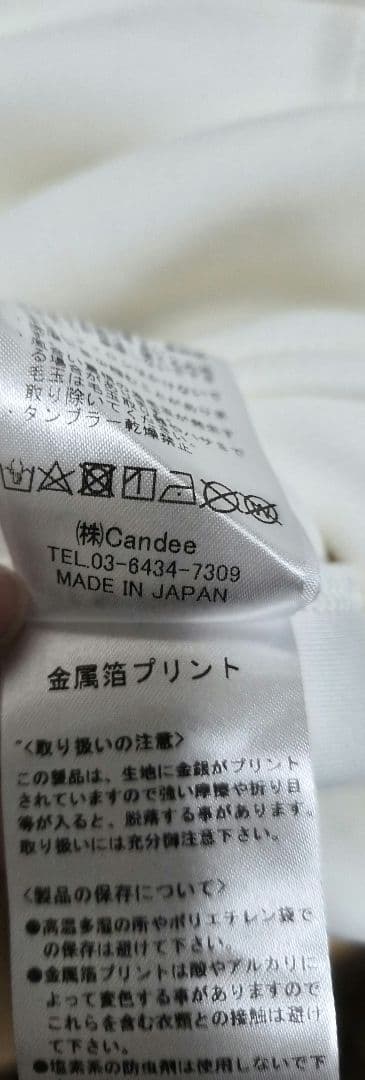 毛玉は
取り除いてく
・タンブラー乾燥禁止
㈱Candee
TEL.03-6434-7309
MADE IN JAPAN
金属箔プリント
〈取り扱いの注意〉
この製品は、生地に金銀がプリント
されていますので強い摩擦や折り目
等が入ると、脱落する事があります。
取り扱いには充分御注意下さい。
〈製品の保存について〉
●高温多湿の所やポリエチレン袋で
の保存は避けて下さい。
●金属箔プリントは酸やアルカリに
よって変色する事がありますので
これらを含む衣類との接触は避け
て下さい。
●塩素系の防虫剤は使用しないで下